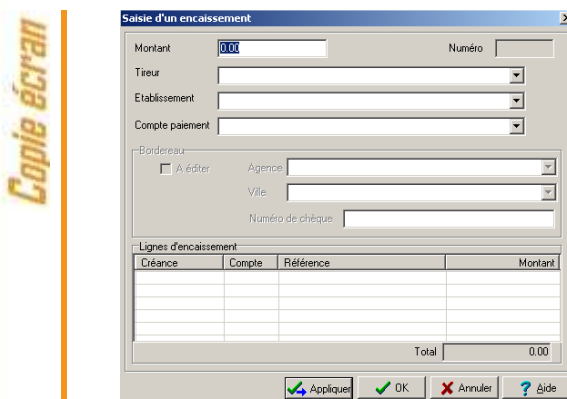 Copie écran
Saisie d'un encaissement
Montant 0.00 Numéro
Tireur
Etablissement
Compte paiement
Bordereau
A éditer Agence
Ville
Numéro de chèque
Lignes d'encaissement
Créance Compte Référence Montant
Total 0.00
Appliquer OK Annuler Aide